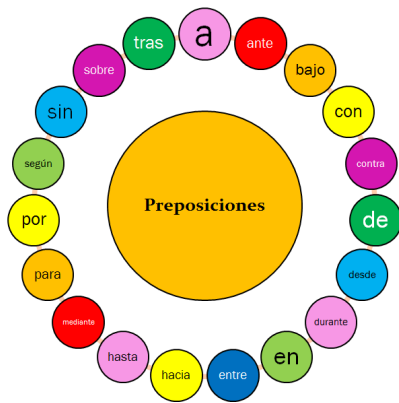 a
ante
bajo
con
contra
de
desde
durante
en
entre
hacia
hasta
mediante
para
por
según
sin
sobre
tras
Preposiciones